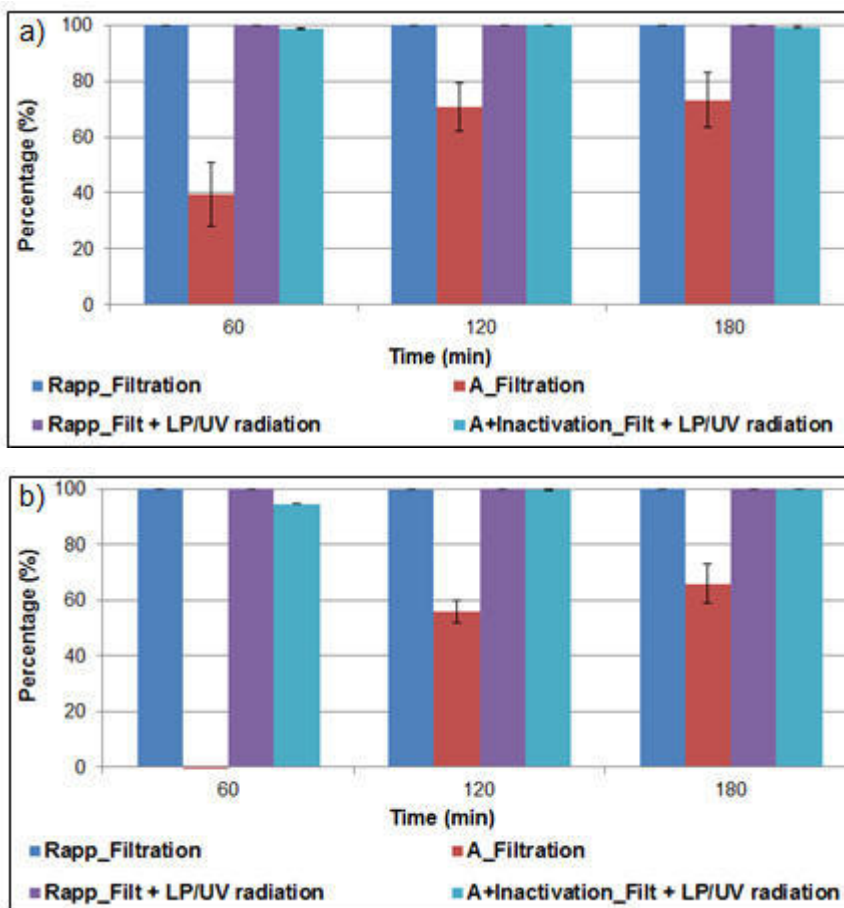 a)
100
80
60
40
20
0
Percentage (%)
60 120 180
Time (min)
Rapp_Filtration A_Filtration
Rapp_Filt + LP/UV radiation A+Inactivation_Filt + LP/UV radiation
b)
100
80
60
40
20
0
Percentage (%)
60 120 180
Time (min)
Rapp_Filtration A_Filtration
Rapp_Filt + LP/UV radiation A+Inactivation_Filt + LP/UV radiation